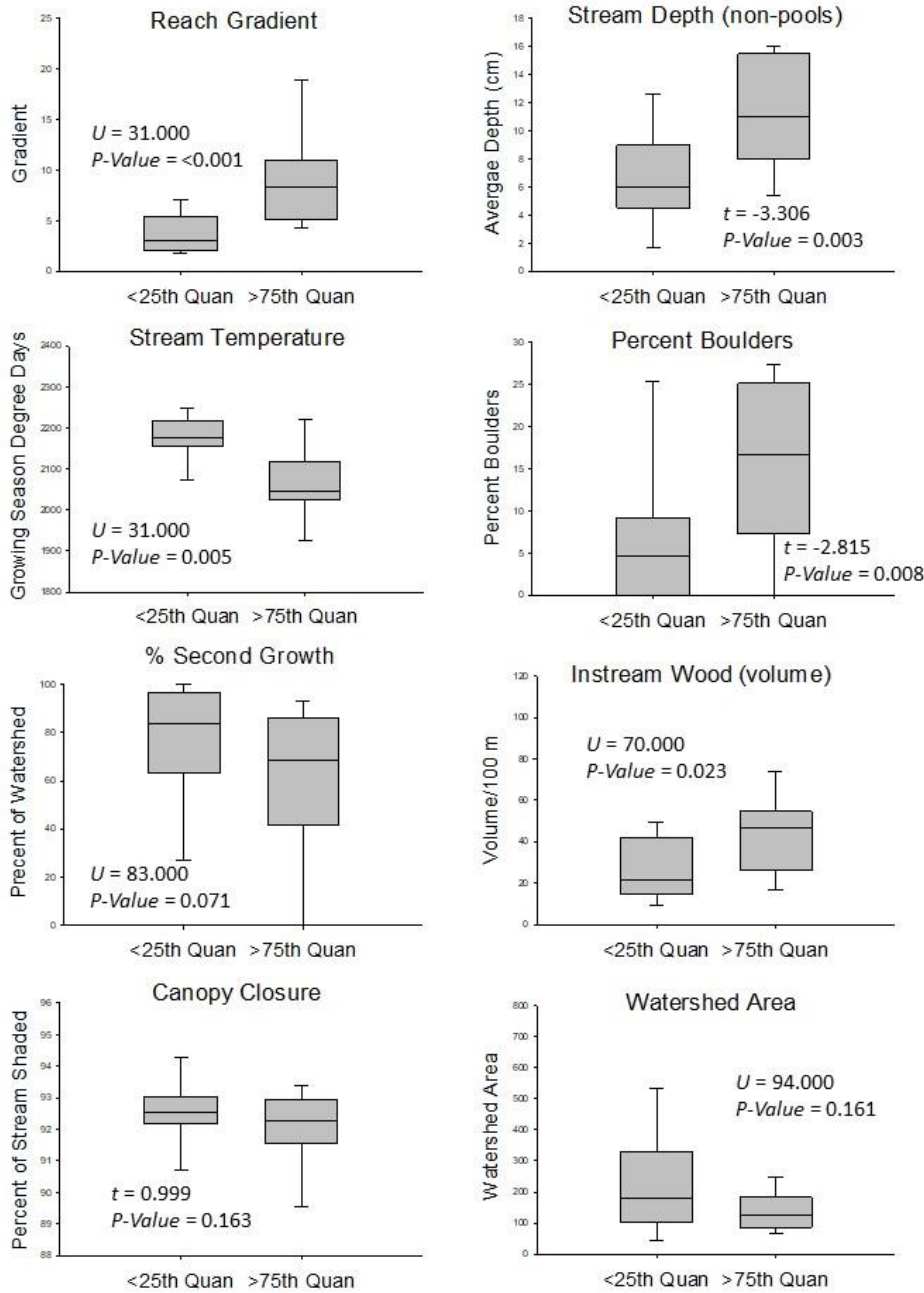 Reach Gradient
25
20
15
10
5
0
Gradient
U = 31.000
P-Value = <0.001
<25th Quan >75th Quan
Stream Depth (non-pools)
18
16
14
12
10
8
6
4
2
0
Avergae Depth (cm)
t = -3.306
P-Value = 0.003
<25th Quan >75th Quan
Stream Temperature
2400
2300
2200
2100
2000
1900
1800
Growing Season Degree Days
U = 31.000
P-Value = 0.005
<25th Quan >75th Quan
Percent Boulders
30
25
20
15
10
5
0
Percent Boulders
t = -2.815
P-Value = 0.008
<25th Quan >75th Quan
% Second Growth
100
80
60
40
20
0
Precent of Watershed
U = 83.000
P-Value = 0.071
<25th Quan >75th Quan
Instream Wood (volume)
120
100
80
60
40
20
0
Volume/100 m
U = 70.000
P-Value = 0.023
<25th Quan >75th Quan
Canopy Closure
96
95
94
93
92
91
90
89
88
Percent of Stream Shaded
t = 0.999
P-Value = 0.163
<25th Quan >75th Quan
Watershed Area
800
700
600
500
400
300
200
100
0
Watershed Area
U = 94.000
P-Value = 0.161
<25th Quan >75th Quan